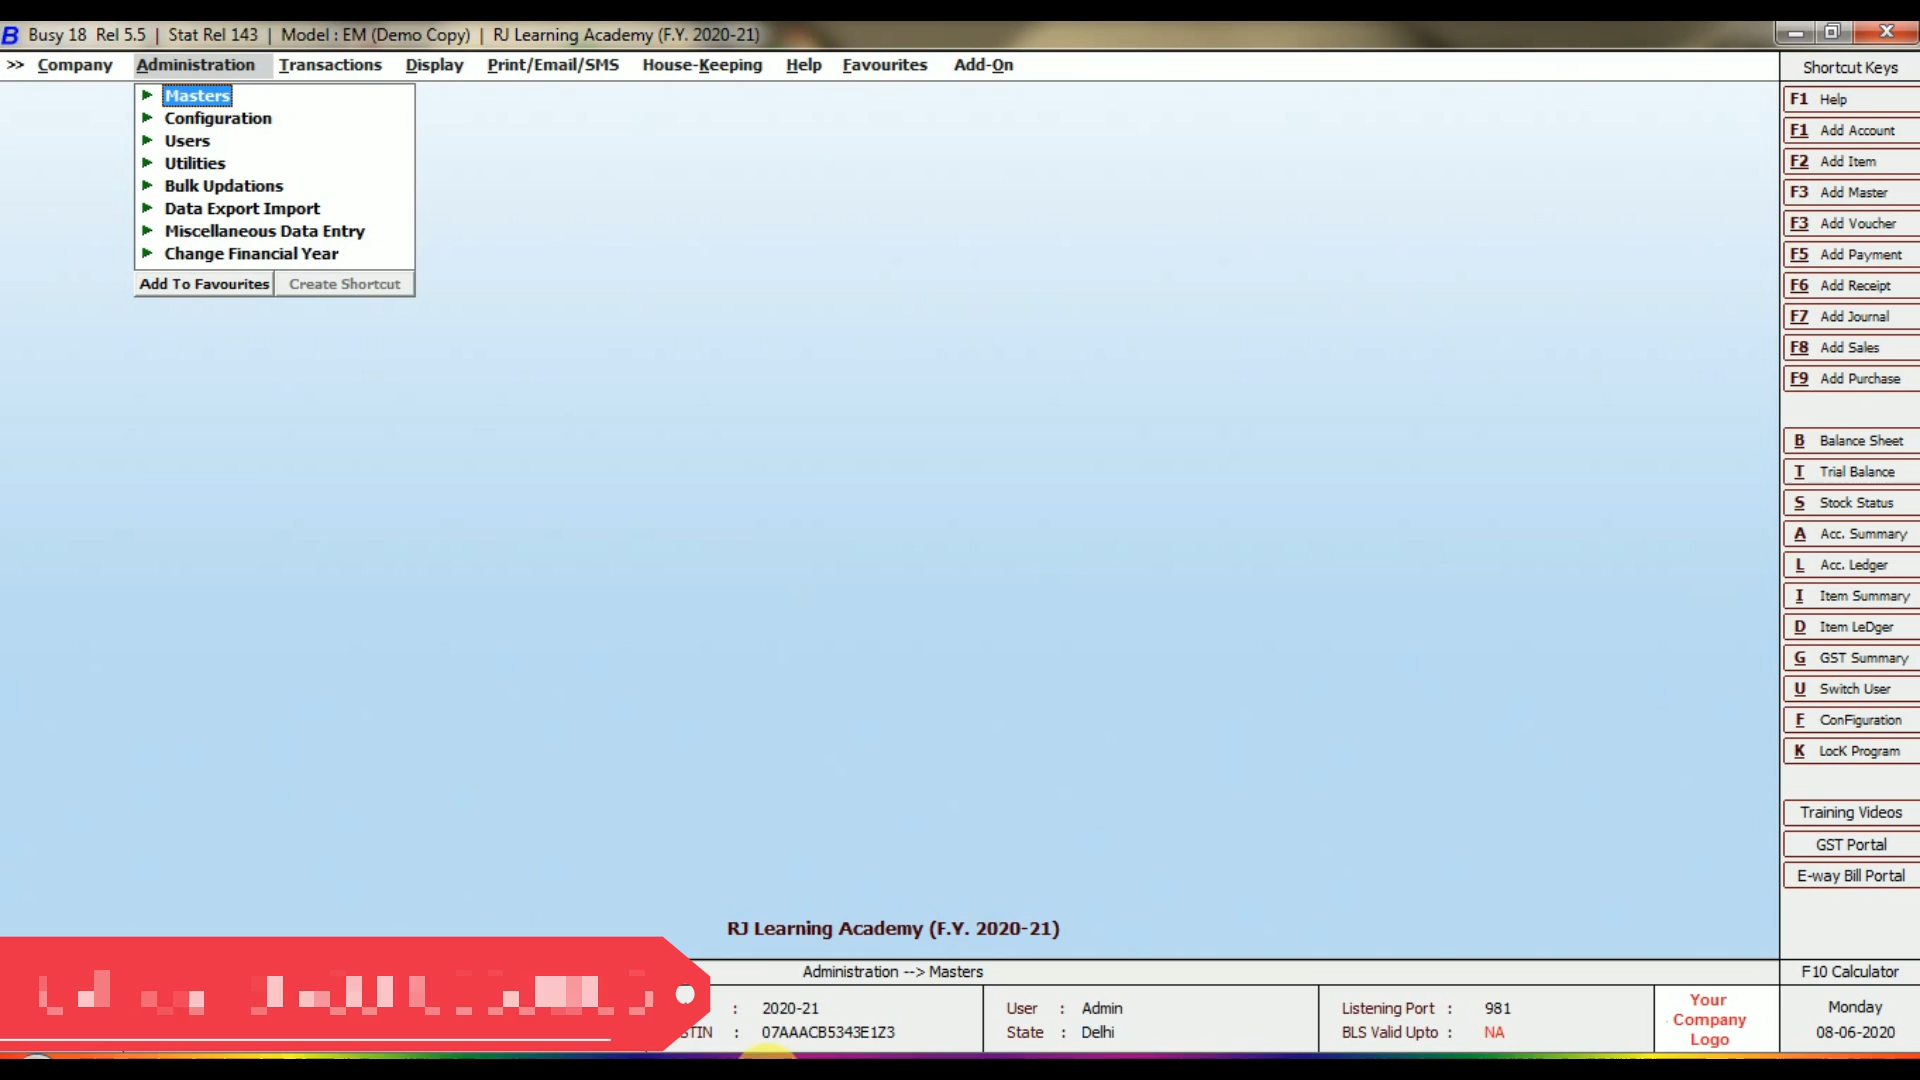 B Busy 18 Rel 5.5 | Stat Rel 143 | Model : EM (Demo Copy) | RJ Learning Academy (F.Y. 2020-21)
>> Company Administration Transactions Display Print/Email/SMS House-Keeping Help Favourites Add-On
Masters
Configuration
Users
Utilities
Bulk Updations
Data Export Import
Miscellaneous Data Entry
Change Financial Year
Add To Favourites Create Shortcut
Shortcut Keys
F1 Help
F1 Add Account
F2 Add Item
F3 Add Master
F3 Add Voucher
F5 Add Payment
F6 Add Receipt
F7 Add Journal
F8 Add Sales
F9 Add Purchase
B Balance Sheet
T Trial Balance
S Stock Status
A Acc. Summary
L Acc. Ledger
I Item Summary
D Item LeDger
G GST Summary
U Switch User
F ConFiguration
K LocK Program
Training Videos
GST Portal
E-way Bill Portal
RJ Learning Academy (F.Y. 2020-21)
Administration --> Masters
F10 Calculator
: 2020-21 User : Admin Listening Port : 981
: 07AAACB5343E1Z3 State : Delhi BLS Valid Upto : NA
Your
Company
Logo
Monday
08-06-2020